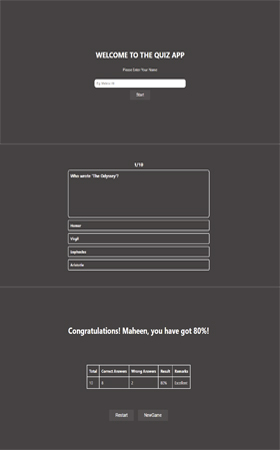 WELCOME TO THE QUIZ APP
Please Enter Your Name
Start
1/10
Who wrote 'The Odyssey'?
Homer
Virgil
Sophocles
Aristotle
Congratulations! Maheen, you have got 80%!
Total Correct Answers Wrong Answers Result Remarks
10 8 2 80% Excellent
Restart NewGame